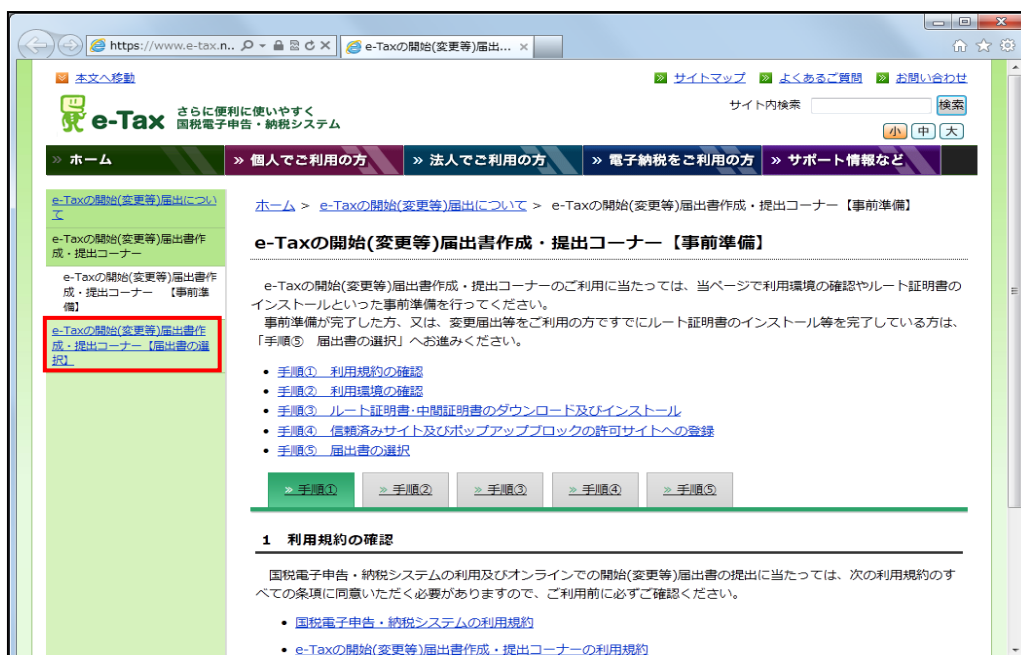 https://www.e-tax.n..
e-Taxの開始(変更等)届出...
本文へ移動
サイトマップ よくあるご質問 お問い合わせ
e-Tax
さらに便利に使いやすく
国税電子申告・納税システム
サイト内検索 検索
小 中 大
» ホーム » 個人でご利用の方 » 法人でご利用の方 » 電子納税をご利用の方 » サポート情報など
e-Taxの開始(変更等)届出につい
て
e-Taxの開始(変更等)届出書作
成・提出コーナー
e-Taxの開始(変更等)届出書作
成・提出コーナー 【事前準
備】
e-Taxの開始(変更等)届出書作
成・提出コーナー【届出書の選
択】
ホーム > e-Taxの開始(変更等)届出について > e-Taxの開始(変更等)届出書作成・提出コーナー【事前準備】
e-Taxの開始(変更等)届出書作成・提出コーナー【事前準備】
e-Taxの開始(変更等)届出書作成・提出コーナーのご利用に当たっては、当ページで利用環境の確認やルート証明書の
インストールといった事前準備を行ってください。
事前準備が完了した方、又は、変更届出等をご利用の方ですでにルート証明書のインストール等を完了している方は、
「手順⑤ 届出書の選択」へお進みください。
• 手順① 利用規約の確認
• 手順② 利用環境の確認
• 手順③ ルート証明書・中間証明書のダウンロード及びインストール
• 手順④ 信頼済みサイト及びポップアップブロックの許可サイトへの登録
• 手順⑤ 届出書の選択
» 手順① » 手順② » 手順③ » 手順④ » 手順⑤
1 利用規約の確認
国税電子申告・納税システムの利用及びオンラインでの開始(変更等)届出書の提出に当たっては、次の利用規約のす
べての条項に同意いただく必要がありますので、ご利用前に必ずご確認ください。
• 国税電子申告・納税システムの利用規約
• e-Taxの開始(変更等)届出書作成・提出コーナーの利用規約